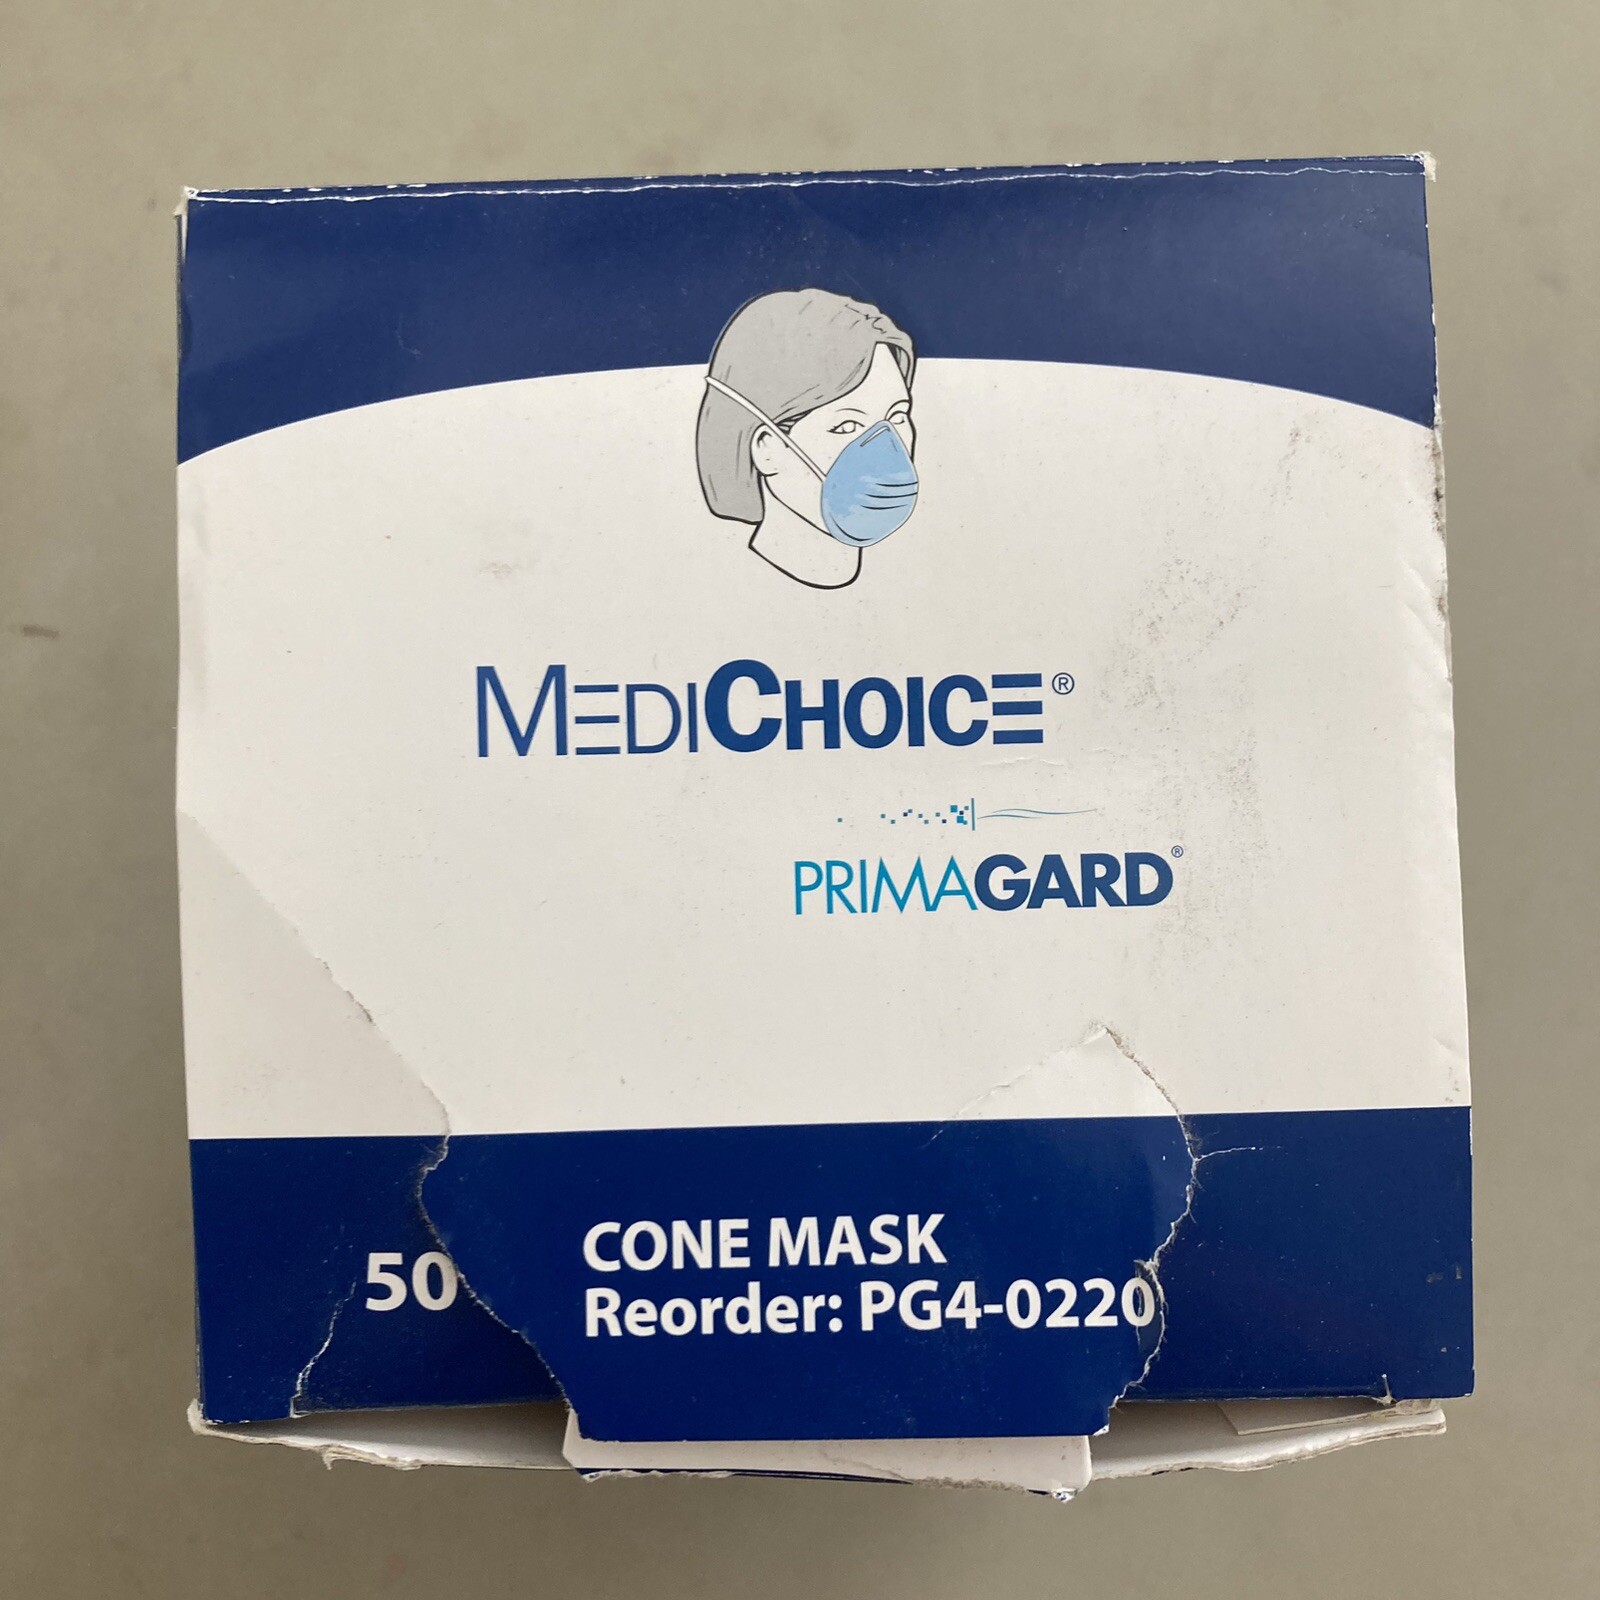 MEDICHOICE®
PRIMAGARD®
CONE MASK
50
Reorder: PG4-0220